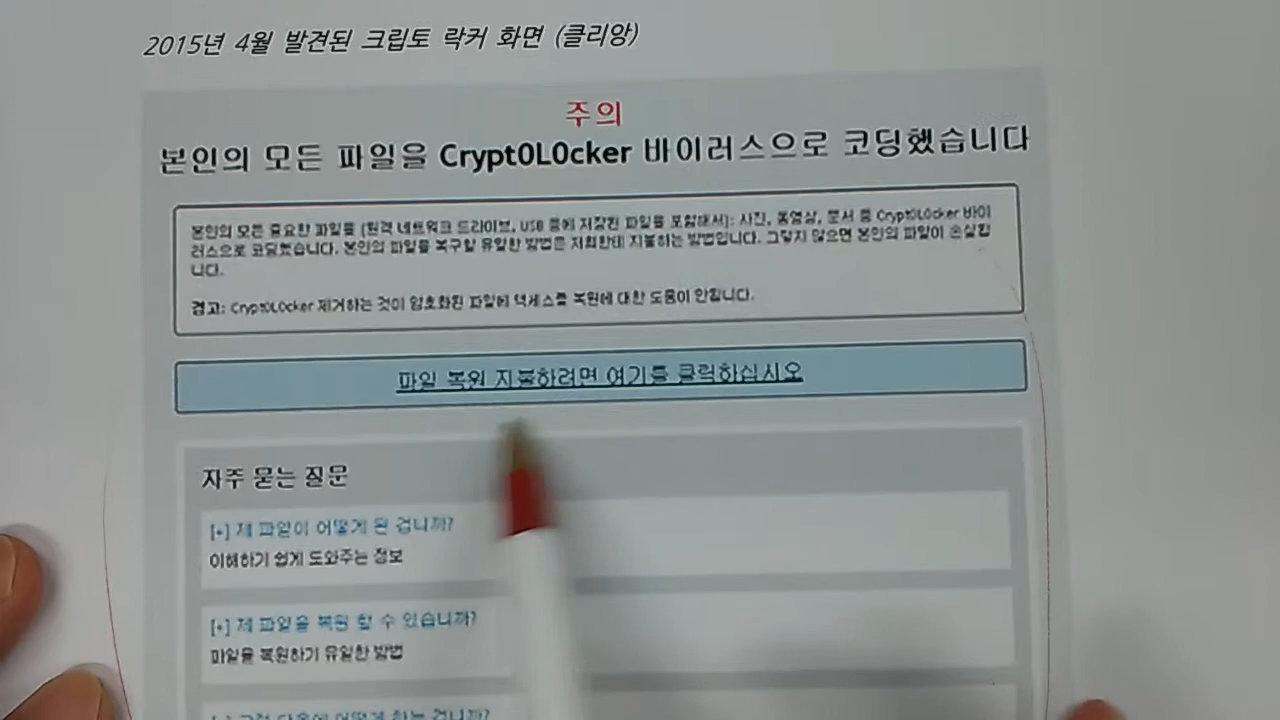 2015년 4월 발견된 크립토 락커 화면 (클리앙)
주의
본인의 모든 파일을 Crypt0L0cker 바이러스으로 코딩했습니다
본인의 모든 중요한 파일를 (원격 네트워크 드라이브, USB 등에 저장된 파일를 포함해서): 사진, 동영상, 문서 등 Crypt0L0cker 바이
러스으로 코딩했습니다. 본인의 파일를 복구할 유일한 방법은 저희한테 지불하는 방법입니다. 그렇지 않으면 본인의 파일이 손실됩
니다.
경고: Crypt0L0cker 제거하는 것이 암호화된 파일에 액세스를 복원에 대한 도움이 안됩니다.
파일 복원 지불하려면 여기를 클릭하십시오
자주 묻는 질문
[+] 제 파일이 어떻게 된 겁니까?
이해하기 쉽게 도와주는 정보
[+] 제 파일을 복원 할 수 있습니까?
파일을 복원하기 유일한 방법